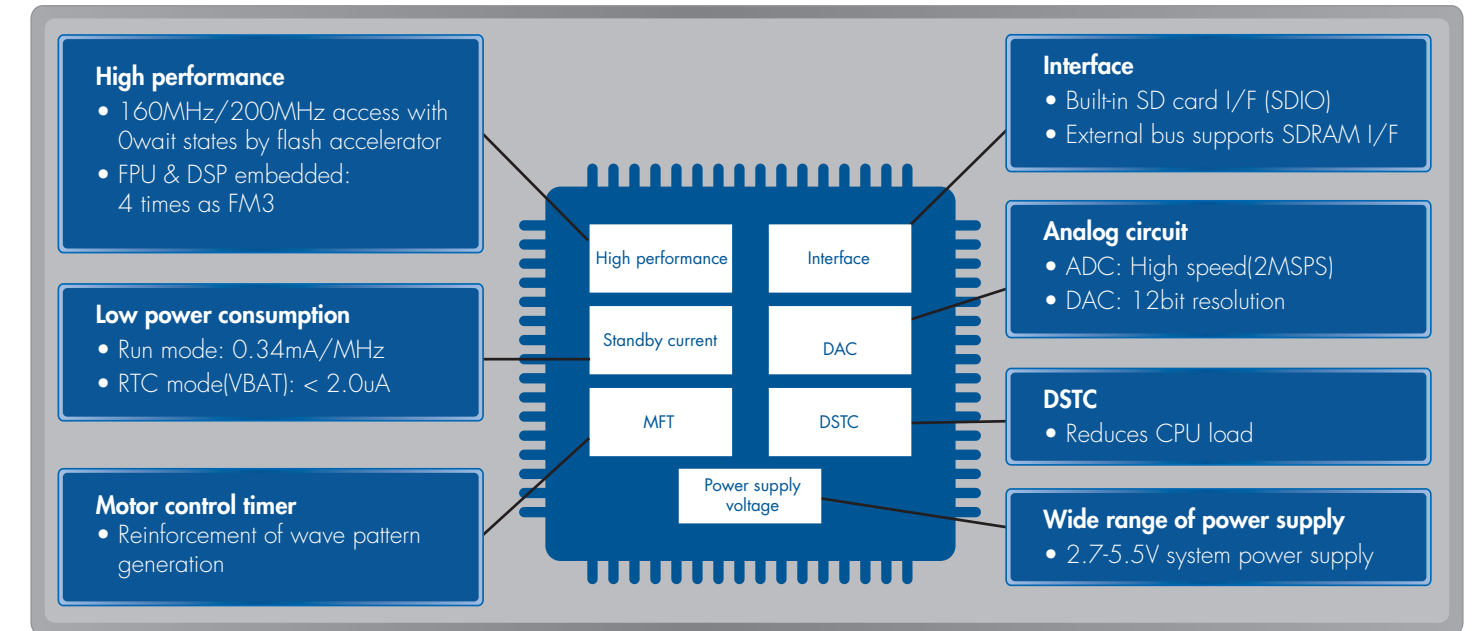 High performance
• 160MHz/200MHz access with
0wait states by flash accelerator
• FPU & DSP embedded:
4 times as FM3
Low power consumption
• Run mode: 0.34mA/MHz
• RTC mode(VBAT): < 2.0uA
Motor control timer
• Reinforcement of wave pattern
generation
High performance
Interface
Standby current
DAC
MFT
DSTC
Power supply
voltage
Interface
• Built-in SD card I/F (SDIO)
• External bus supports SDRAM I/F
Analog circuit
• ADC: High speed(2MSPS)
• DAC: 12bit resolution
DSTC
• Reduces CPU load
Wide range of power supply
• 2.7-5.5V system power supply